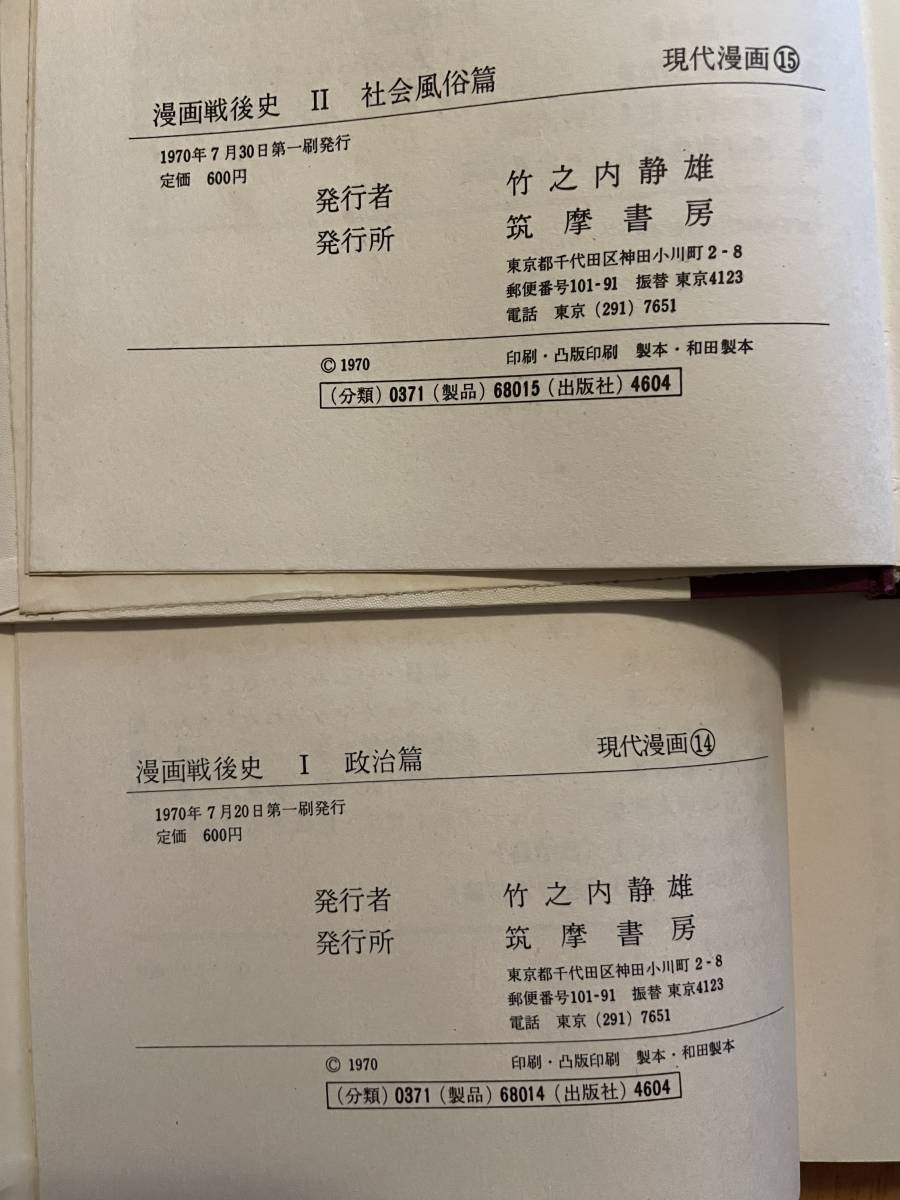 漫画戦後史 II 社会風俗篇 現代漫画⑮
1970年7月30日第一刷発行
定価 600円
発行者 竹之内静雄
発行所 筑摩書房
東京都千代田区神田小川町2-8
郵便番号101-91 振替 東京4123
電話 東京（291）7651
© 1970 印刷・凸版印刷 製本・和田製本
（分類）0371（製品）68015（出版社）4604
漫画戦後史 I 政治篇 現代漫画⑭
1970年7月20日第一刷発行
定価 600円
発行者 竹之内静雄
発行所 筑摩書房
東京都千代田区神田小川町2-8
郵便番号101-91 振替 東京4123
電話 東京（291）7651
© 1970 印刷・凸版印刷 製本・和田製本
（分類）0371（製品）68014（出版社）4604